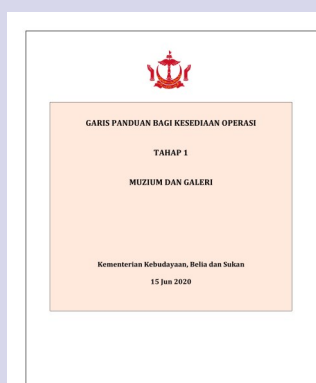 GARIS PANDUAN BAGI KESEDIAAN OPERASI
TAHAP 1
MUZIUM DAN GALERI
Kementerian Kebudayaan, Belia dan Sukan
15 Jun 2020